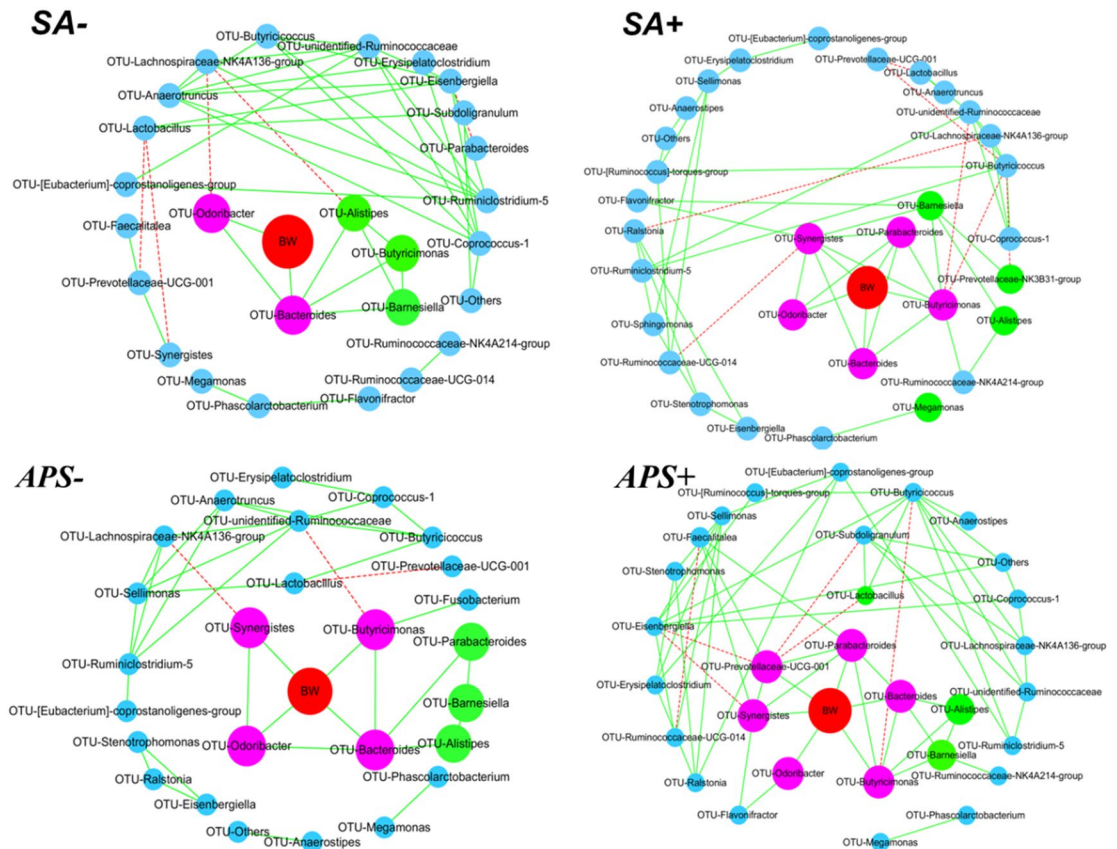 SA-
OTU-Butyricicoccus
OTU-unidentified-Ruminococcaceae
OTU-Lachnospiraceae-NK4A136-group
OTU-Erysipelatoclostridium
OTU-Eisenbergiella
OTU-Anaerotruncus
OTU-Subdoligranulum
OTU-Lactobacillus
OTU-Parabacteroides
OTU-[Eubacterium]-coprostanoligenes-group
OTU-Ruminiclostridium-5
OTU-Odoribacter
OTU-Alistipes
OTU-Faecalitalea
BW
OTU-Coprococcus-1
OTU-Butyricimonas
OTU-Prevotellaceae-UCG-001
OTU-Others
OTU-Barnesiella
OTU-Bacteroides
OTU-Ruminococcaceae-NK4A214-group
OTU-Synergistes
OTU-Ruminococcaceae-UCG-014
OTU-Megamonas
OTU-Flavonifractor
OTU-Phascolarctobacterium
SA+
OTU-[Eubacterium]-coprostanoligenes-group
OTU-Prevotellaceae-UCG-001
OTU-Erysipelatoclostridium
OTU-Lactobacillus
OTU-Sellimonas
OTU-Anaerotruncus
OTU-Anaerostipes
OTU-unidentified-Ruminococcaceae
OTU-Others
OTU-Lachnospiraceae-NK4A136-group
OTU-[Ruminococcus]-torques-group
OTU-Butyricicoccus
OTU-Flavonifractor
OTU-Barnesiella
OTU-Ralstonia
OTU-Parabacteroides
OTU-Synergistes
OTU-Coprococcus-1
OTU-Ruminiclostridium-5
OTU-Prevotellaceae-NK3B31-group
BW
OTU-Butyricimonas
OTU-Odoribacter
OTU-Alistipes
OTU-Sphingomonas
OTU-Ruminococcaceae-UCG-014
OTU-Bacteroides
OTU-Ruminococcaceae-NK4A214-group
OTU-Stenotrophomonas
OTU-Megamonas
OTU-Eisenbergiella
OTU-Phascolarctobacterium
APS-
OTU-Erysipelatoclostridium
OTU-Coprococcus-1
OTU-Anaerotruncus
OTU-unidentified-Ruminococcaceae
OTU-Lachnospiraceae-NK4A136-group
OTU-Butyricicoccus
OTU-Prevotellaceae-UCG-001
OTU-Lactobacillus
OTU-Sellimonas
OTU-Fusobacterium
OTU-Synergistes
OTU-Butyricimonas
OTU-Parabacteroides
OTU-Ruminiclostridium-5
BW
OTU-Barnesiella
OTU-[Eubacterium]-coprostanoligenes-group
OTU-Stenotrophomonas
OTU-Odoribacter
OTU-Bacteroides
OTU-Alistipes
OTU-Ralstonia
OTU-Phascolarctobacterium
OTU-Eisenbergiella
OTU-Megamonas
OTU-Others
OTU-Anaerostipes
APS+
OTU-[Eubacterium]-coprostanoligenes-group
OTU-[Ruminococcus]-torques-group
OTU-Butyricicoccus
OTU-Sellimonas
OTU-Anaerostipes
OTU-Faecalitalea
OTU-Subdoligranulum
OTU-Others
OTU-Stenotrophomonas
OTU-Lactobacillus
OTU-Coprococcus-1
OTU-Eisenbergiella
OTU-Parabacteroides
OTU-Lachnospiraceae-NK4A136-group
OTU-Prevotellaceae-UCG-001
OTU-Erysipelatoclostridium
OTU-Bacteroides
OTU-unidentified-Ruminococcaceae
OTU-Synergistes
BW
OTU-Alistipes
OTU-Ruminococcaceae-UCG-014
OTU-Ruminiclostridium-5
OTU-Barnesiella
OTU-Odoribacter
OTU-Ruminococcaceae-NK4A214-group
OTU-Ralstonia
OTU-Butyricimonas
OTU-Flavonifractor
OTU-Phascolarctobacterium
OTU-Megamonas